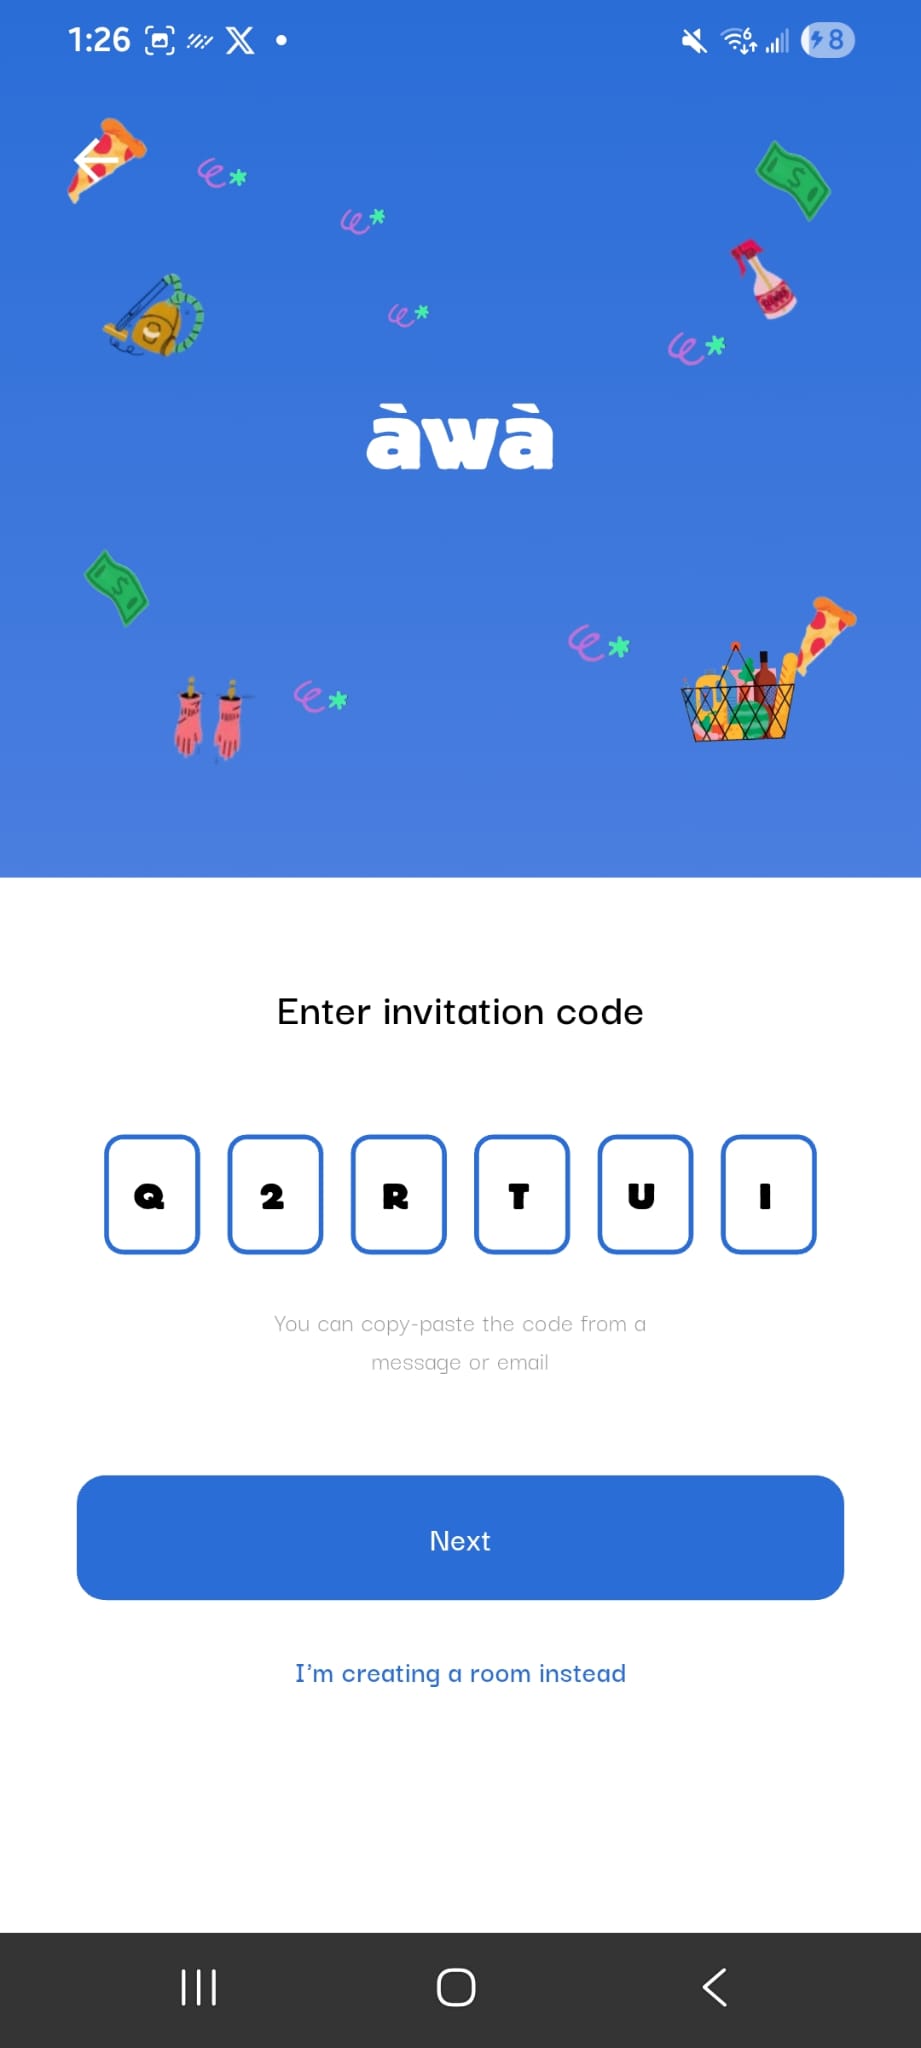 1:26
8
àwà
Enter invitation code
Q 2 R T U I
You can copy-paste the code from a
message or email
Next
I'm creating a room instead